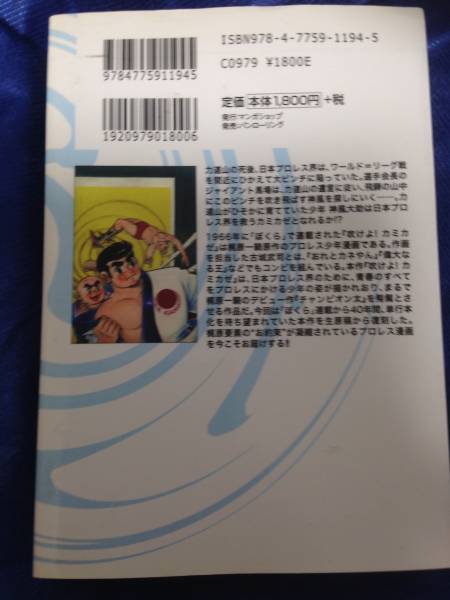 ISBN978-4-7759-1194-5
C0979 ¥1800E
9784775911945
1920979018006
定価 本体1,800円 +税
発行:マンガショップ
発売:パンローリング
力道山の死後、日本プロレス界は、ワールド=リーグ戦
を間近にひかえて大ピンチに陥っていた。選手会長の
ジャイアント馬場は、力道山の遺言に従い、飛騨の山中
にこのピンチを吹き飛ばす神風を探しにいく――。力
道山がひそかに育てていた少年 神風大助は日本プロ
レス界を救うカミカゼとなれるか!?
1966年に「ぼくら」で連載された『吹けよ! カミカ
ゼ』は梶原一騎原作のプロレス少年漫画である。作画
を担当した古城武司とは、『おれとカネやん』『偉大な
る王』などでもコンビを組んでいる。本作『吹けよ! カ
ミカゼ』は、日本プロレス界のために、青春のすべて
をプロレスにかける少年の姿が描かれおり、まるで
梶原一騎のデビュー作『チャンピオン太』を髣髴とさ
させる作品だ。今回は「ぼくら」連載から40年間、単行本
化を待ち望まれていた本作を生原稿から復刻した。
梶原要素の“お約束”が凝縮されているプロレス漫画
を今こそお届けする!!